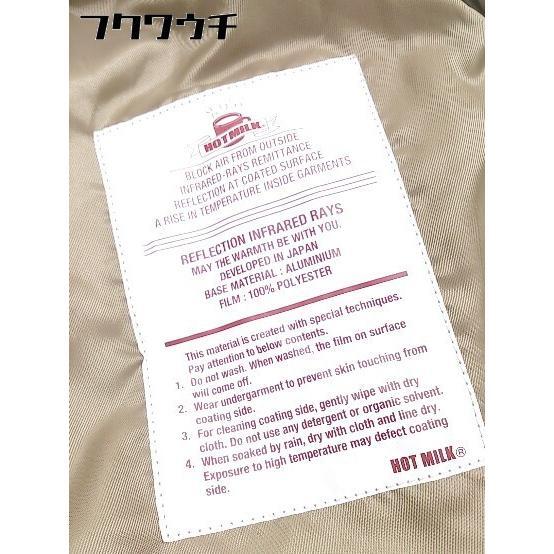 フクワウチ
HOT MILK
BLOCK AIR FROM OUTSIDE
INFRARED-RAYS REMITTANCE
REFLECTION AT COATED SURFACE
A RISE IN TEMPERATURE INSIDE GARMENTS
REFLECTION INFRARED RAYS
MAY THE WARMTH BE WITH YOU.
DEVELOPED IN JAPAN
BASE MATERIAL : ALUMINIUM
FILM : 100% POLYESTER
This material is created with special techniques.
Pay attention to below contents.
1. Do not wash. When washed, the film on surface
will come off.
2. Wear undergarment to prevent skin touching from
coating side.
3. For cleaning coating side, gently wipe with dry
cloth. Do not use any detergent or organic solvent.
4. When soaked by rain, dry with cloth and line dry.
Exposure to high temperature may defect coating
side.
HOT MILK®